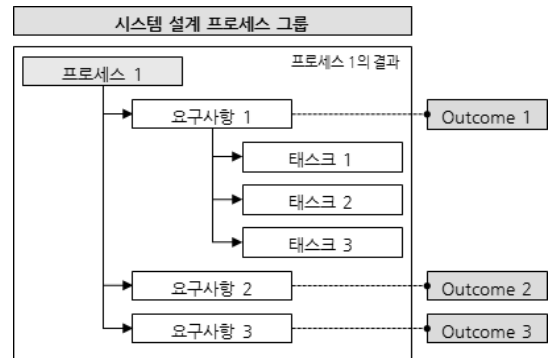 시스템 설계 프로세스 그룹
프로세스 1의 결과
프로세스 1
요구사항 1
Outcome 1
태스크 1
태스크 2
태스크 3
요구사항 2
Outcome 2
요구사항 3
Outcome 3